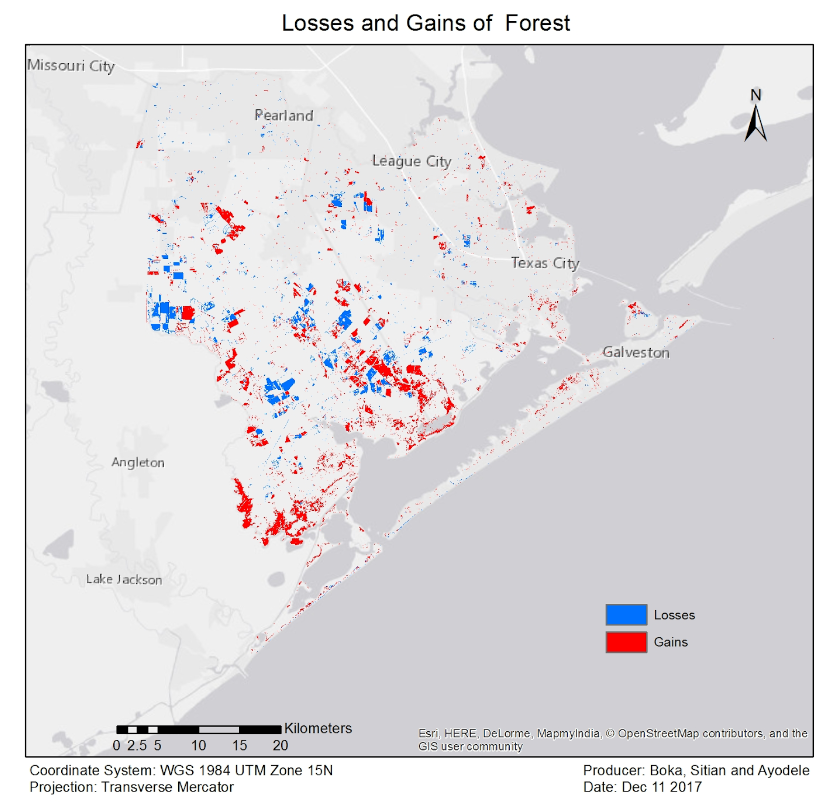 Losses and Gains of  Forest
Missouri City
N
Pearland
League City
Texas City
Galveston
Angleton
Lake Jackson
Losses
Gains
Kilometers
0 2.5 5 10 15 20
Esri, HERE, DeLorme, MapmyIndia, © OpenStreetMap contributors, and the
GIS user community
Coordinate System: WGS 1984 UTM Zone 15N
Projection: Transverse Mercator
Producer: Boka, Sitian and Ayodele
Date: Dec 11 2017